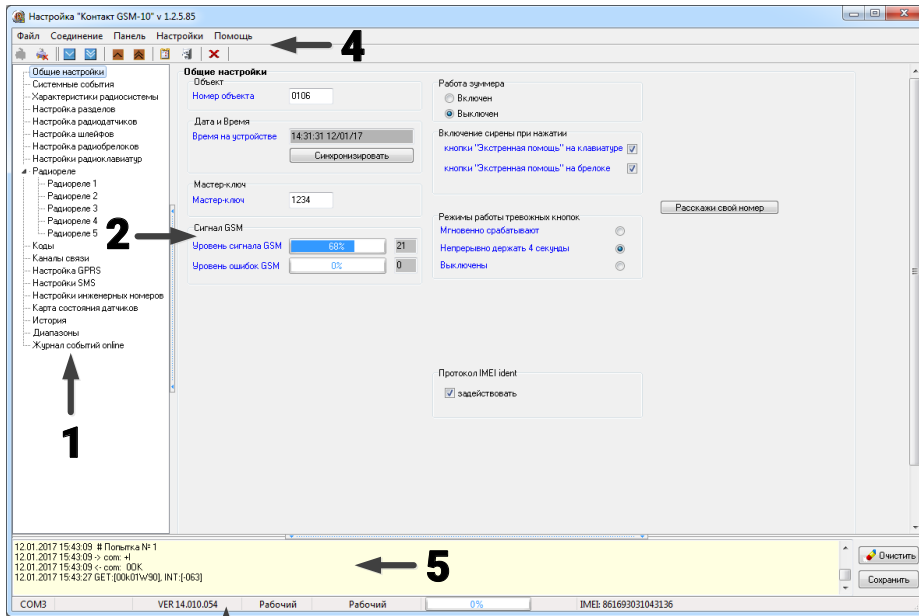 Настройка "Контакт GSM-10" v 1.2.5.85
Файл Соединение Панель Настройки Помощь
4
Общие настройки
Системные события
Характеристики радиосистемы
Настройка разделов
Настройка радиодатчиков
Настройка шлейфов
Настройка радиобрелоков
Настройки радиоклавиатур
Радиореле
Радиореле 1
Радиореле 2
Радиореле 3
Радиореле 4
Радиореле 5
Коды
Каналы связи
Настройка GPRS
Настройки SMS
Настройки инженерных номеров
Карта состояния датчиков
История
Диапазоны
Журнал событий online
1
2
Общие настройки
Объект
Номер объекта 0106
Дата и Время
Время на устройстве 14:31:31 12/01/17
Синхронизировать
Мастер-ключ
Мастер-ключ 1234
Сигнал GSM
Уровень сигнала GSM 68% 21
Уровень ошибок GSM 0% 0
Работа зуммера
Включен
Выключен
Включение сирены при нажатии
кнопки "Экстренная помощь" на клавиатуре
кнопки "Экстренная помощь" на брелоке
Режимы работы тревожных кнопок
Мгновенно срабатывают
Непрерывно держать 4 секунды
Выключены
Расскажи свой номер
Протокол IMEI ident
задействовать
12.01.2017 15:43:09 # Попытка № 1
12.01.2017 15:43:09 -> com: +I
12.01.2017 15:43:09 <- com: 0OK
12.01.2017 15:43:27 GET:[00k01W90], INT:[-063]
5
Очистить
Сохранить
COM3 VER 14.010.054 Рабочий Рабочий 0% IMEI: 861693031043136